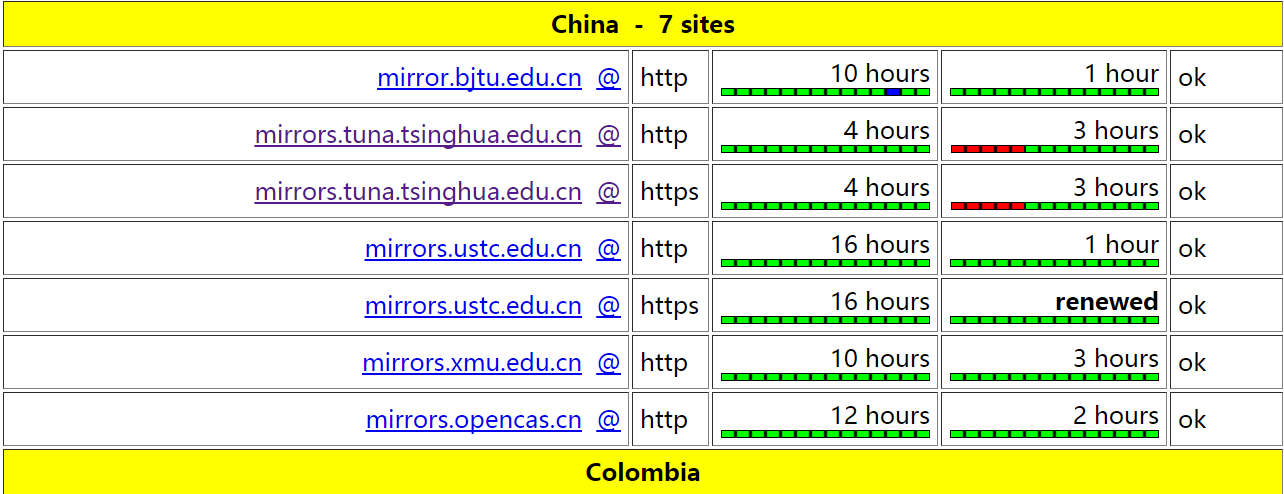 China - 7 sites
mirror.bjtu.edu.cn @ http 10 hours 1 hour ok
mirrors.tuna.tsinghua.edu.cn @ http 4 hours 3 hours ok
mirrors.tuna.tsinghua.edu.cn @ https 4 hours 3 hours ok
mirrors.ustc.edu.cn @ http 16 hours 1 hour ok
mirrors.ustc.edu.cn @ https 16 hours renewed ok
mirrors.xmu.edu.cn @ http 10 hours 3 hours ok
mirrors.opencas.cn @ http 12 hours 2 hours ok
Colombia